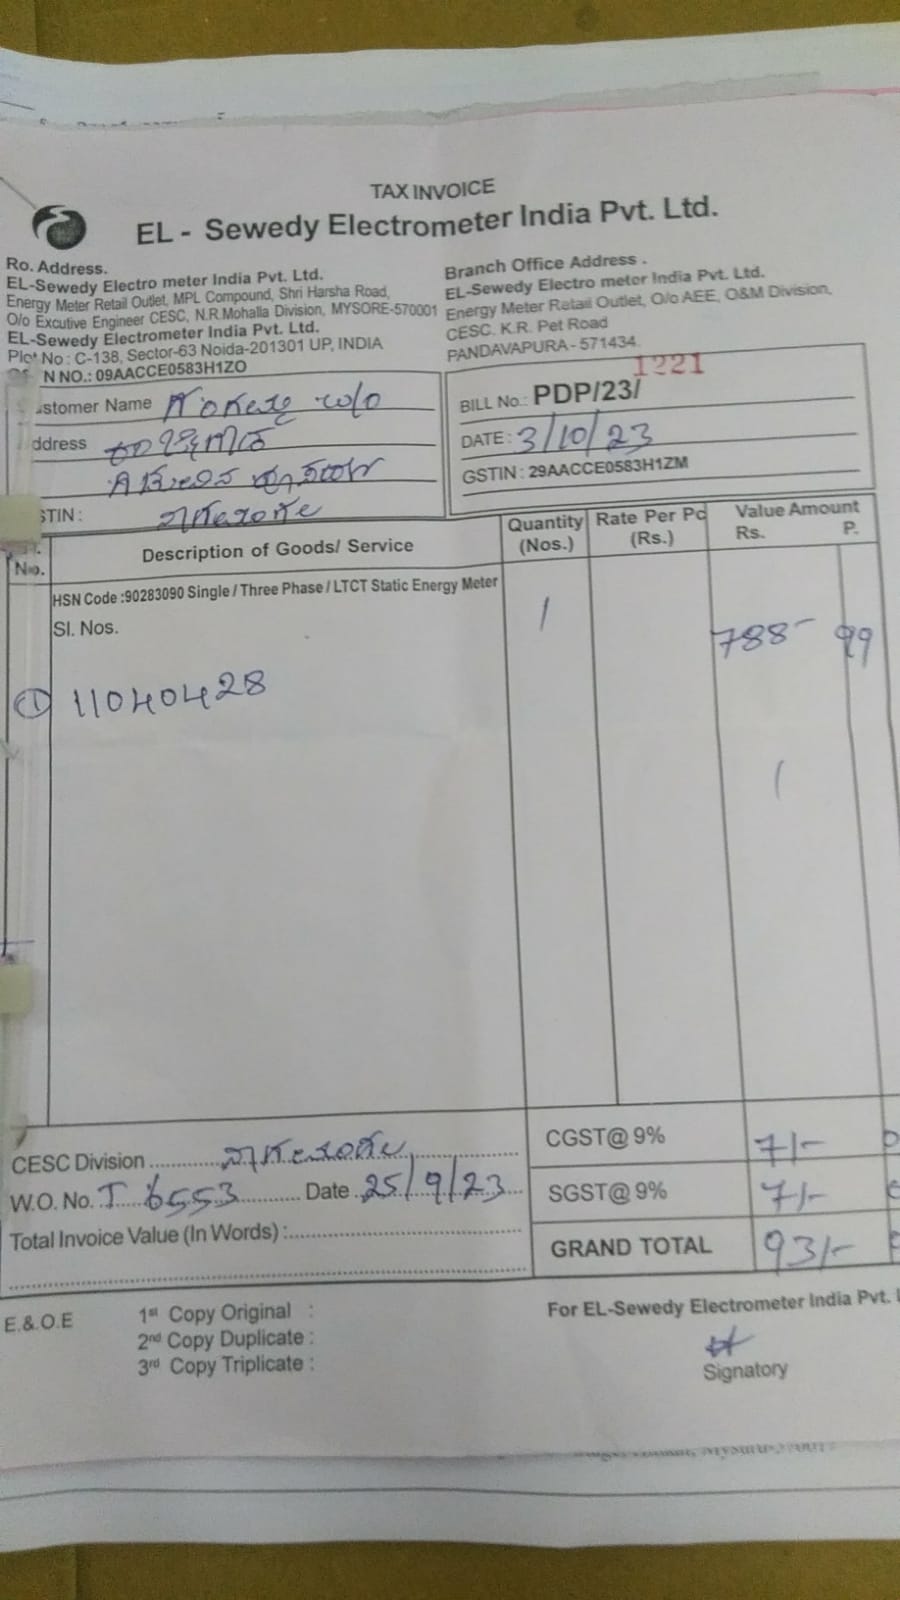 TAX INVOICE
EL - Sewedy Electrometer India Pvt. Ltd.
Ro. Address.
EL-Sewedy Electro meter India Pvt. Ltd.
Energy Meter Retail Outlet, MPL Compound, Shri Harsha Road,
O/o Excutive Engineer CESC, N.R.Mohalla Division, MYSORE-570001
EL-Sewedy Electrometer India Pvt. Ltd.
Plot No : C-138, Sector-63 Noida-201301 UP, INDIA
N NO.: 09AACCE0583H1ZO
Branch Office Address .
EL-Sewedy Electro meter India Pvt. Ltd.
Energy Meter Retail Outlet, O/o AEE, O&M Division,
CESC. K.R. Pet Road
PANDAVAPURA - 571434.
stomer Name
ddress
STIN :
BILL No.: PDP/23/ 1221
DATE : 3/10/23
GSTIN : 29AACCE0583H1ZM
No. Description of Goods/ Service Quantity (Nos.) Rate Per Pc (Rs.) Value Amount Rs. P.
HSN Code :90283090 Single / Three Phase / LTCT Static Energy Meter 1
Sl. Nos. 788- 99
① 11040428
CESC Division
W.O. No. T 6553 Date 25/9/23
Total Invoice Value (In Words) :
CGST@ 9% 71-
SGST@ 9% 71-
GRAND TOTAL 931-
E.&.O.E
1st Copy Original :
2nd Copy Duplicate :
3rd Copy Triplicate :
For EL-Sewedy Electrometer India Pvt.
Signatory